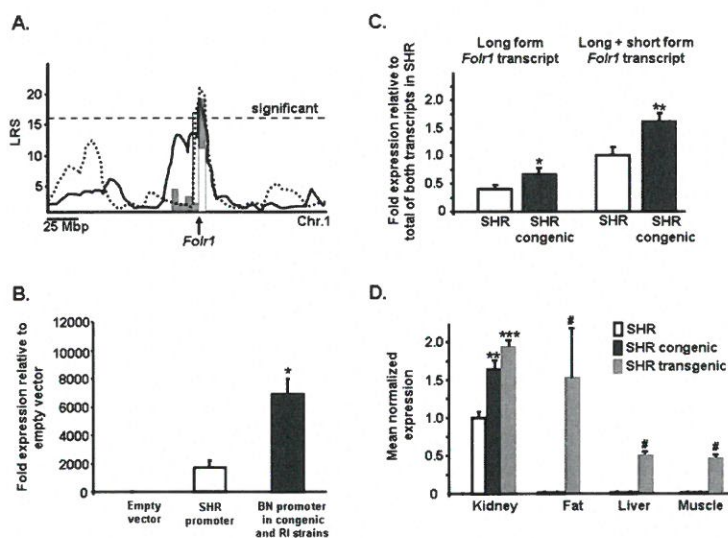 A.
LRS
20
15
10
5
significant
25 Mbp
Folr1
Chr.1
B.
Fold expression relative to
empty vector
12000
10000
8000
6000
4000
2000
0
*
Empty
vector
SHR
promoter
BN promoter
in congenic
and RI strains
C.
Long form
Folr1 transcript
Long + short form
Folr1 transcript
Fold expression relative to
total of both transcripts in SHR
2.0
1.5
1.0
0.5
0
*
**
SHR
SHR
congenic
SHR
SHR
congenic
D.
Mean normalized
expression
2.0
1.5
1.0
0.5
0
SHR
SHR congenic
SHR transgenic
**
***
#
#
#
Kidney
Fat
Liver
Muscle